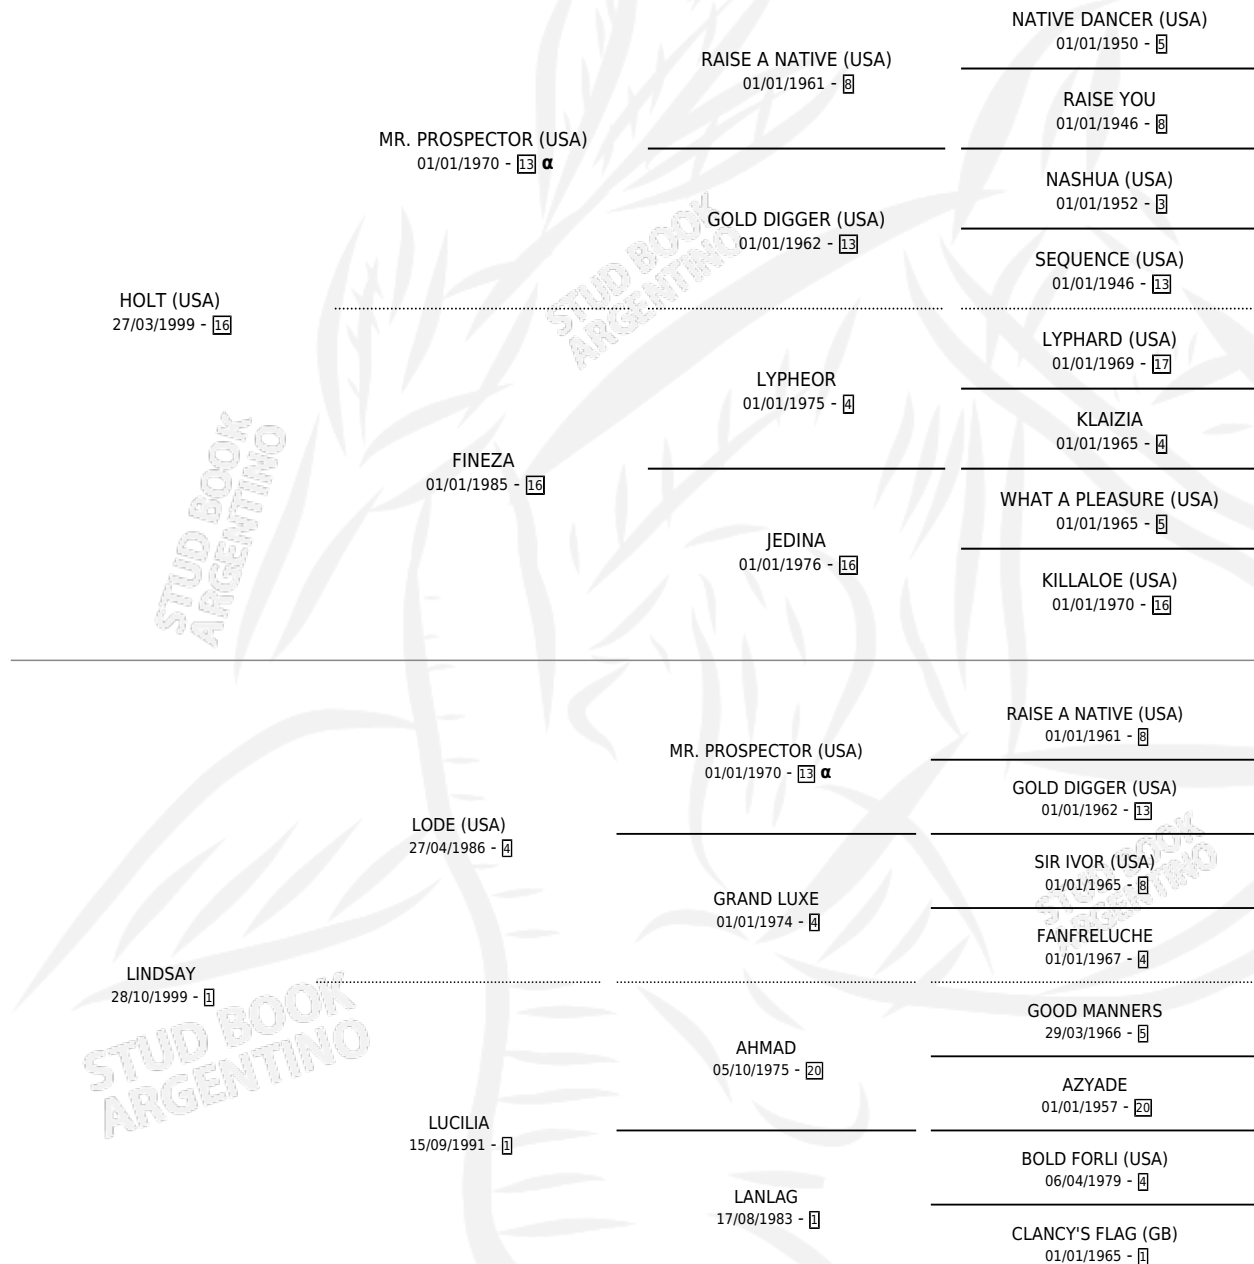 NATIVE DANCER (USA)
01/01/1950 - 5
RAISE A NATIVE (USA)
01/01/1961 - 8
RAISE YOU
01/01/1946 - 8
MR. PROSPECTOR (USA)
01/01/1970 - 13 α
NASHUA (USA)
01/01/1952 - 3
GOLD DIGGER (USA)
01/01/1962 - 13
SEQUENCE (USA)
01/01/1946 - 13
HOLT (USA)
27/03/1999 - 16
LYPHARD (USA)
01/01/1969 - 17
LYPHEOR
01/01/1975 - 4
KLAIZIA
01/01/1965 - 4
FINEZA
01/01/1985 - 16
WHAT A PLEASURE (USA)
01/01/1965 - 5
JEDINA
01/01/1976 - 16
KILLALOE (USA)
01/01/1970 - 16
STUD BOOK
ARGENTINO
STUD BOOK
ARGENTINO
RAISE A NATIVE (USA)
01/01/1961 - 8
MR. PROSPECTOR (USA)
01/01/1970 - 13 α
GOLD DIGGER (USA)
01/01/1962 - 13
LODE (USA)
27/04/1986 - 4
SIR IVOR (USA)
01/01/1965 - 8
GRAND LUXE
01/01/1974 - 4
FANFRELUCHE
01/01/1967 - 4
LINDSAY
28/10/1999 - 1
GOOD MANNERS
29/03/1966 - 5
AHMAD
05/10/1975 - 20
AZYADE
01/01/1957 - 20
LUCILIA
15/09/1991 - 1
BOLD FORLI (USA)
06/04/1979 - 4
LANLAG
17/08/1983 - 1
CLANCY'S FLAG (GB)
01/01/1965 - 1
STUD BOOK
ARGENTINO
STUD BOOK
ARGENTINO